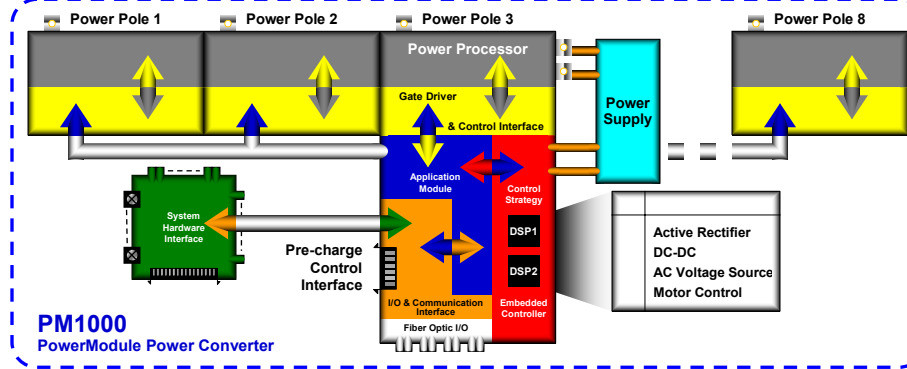 Power Pole 1
Power Pole 2
Power Pole 3
Power Pole 8
Power Processor
Gate Driver
& Control Interface
Power
Supply
Application
Module
Control
Strategy
System
Hardware
Interface
DSP1
DSP2
Pre-charge
Control
Interface
Active Rectifier
DC-DC
AC Voltage Source
Motor Control
I/O & Communication
Interface
Embedded
Controller
Fiber Optic I/O
PM1000
PowerModule Power Converter